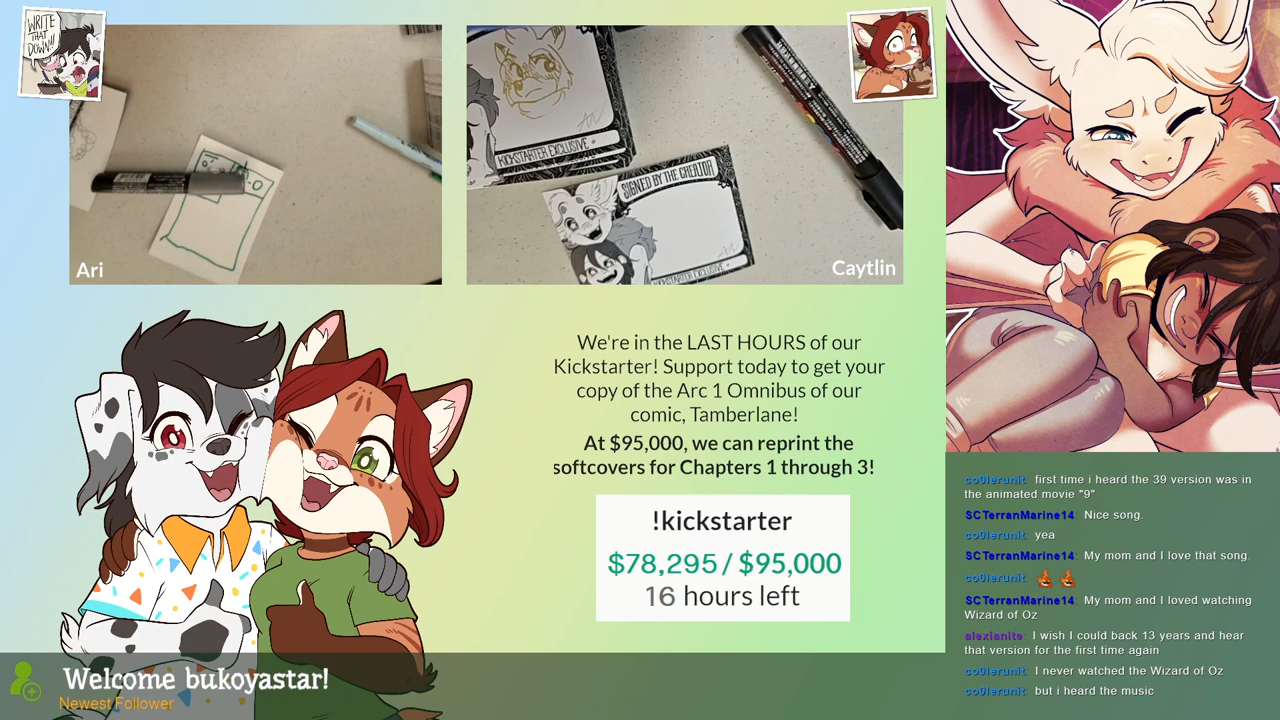 WRITE
THAT
DOWN!!!
Ari
KICKSTARTER EXCLUSIVE
SIGNED BY THE CREATOR
KICKSTARTER EXCLUSIVE
Caytlin
We're in the LAST HOURS of our
Kickstarter! Support today to get your
copy of the Arc 1 Omnibus of our
comic, Tamberlane!
At $95,000, we can reprint the
softcovers for Chapters 1 through 3!
!kickstarter
$78,295 / $95,000
16 hours left
co0lerunit: first time i heard the 39 version was in
the animated movie "9"
SCTerranMarine14: Nice song.
co0lerunit: yea
SCTerranMarine14: My mom and I love that song.
co0lerunit:
SCTerranMarine14: My mom and I loved watching
Wizard of Oz
alexianite: I wish I could back 13 years and hear
that version for the first time again
co0lerunit: I never watched the Wizard of Oz
co0lerunit: but i heard the music
Welcome bukoyastar!
Newest Follower